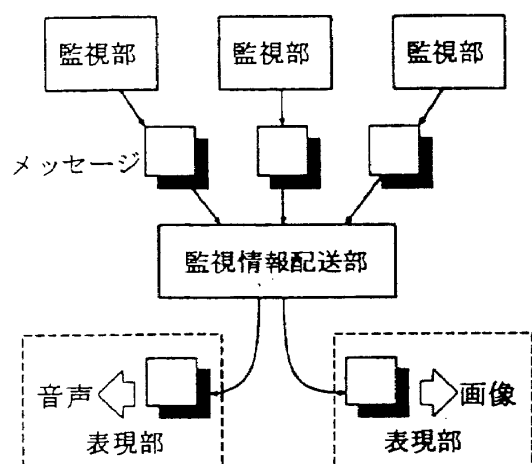 監視部
監視部
監視部
メッセージ
監視情報配送部
音声
画像
表現部
表現部